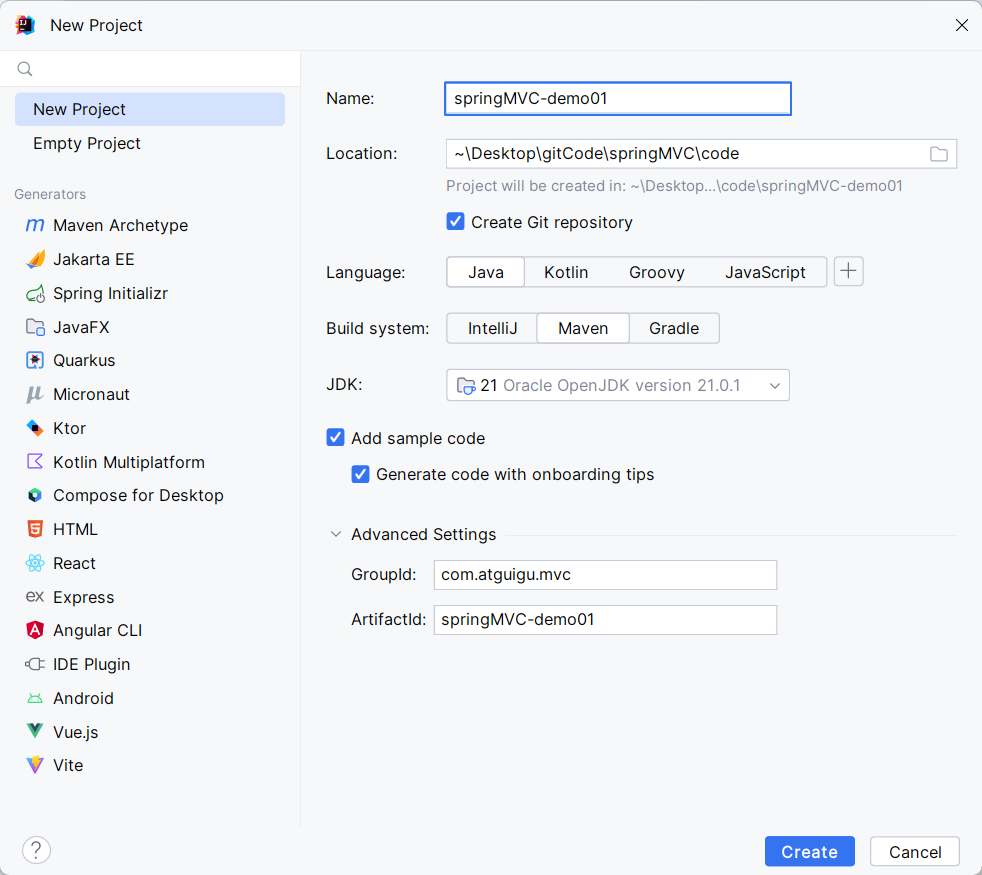 New Project
New Project
Empty Project
Generators
Maven Archetype
Jakarta EE
Spring Initializr
JavaFX
Quarkus
Micronaut
Ktor
Kotlin Multiplatform
Compose for Desktop
HTML
React
Express
Angular CLI
IDE Plugin
Android
Vue.js
Vite
Name: springMVC-demo01
Location: ~\Desktop\gitCode\springMVC\code
Project will be created in: ~\Desktop...\code\springMVC-demo01
Create Git repository
Language: Java Kotlin Groovy JavaScript
Build system: IntelliJ Maven Gradle
JDK: 21 Oracle OpenJDK version 21.0.1
Add sample code
Generate code with onboarding tips
Advanced Settings
GroupId: com.atguigu.mvc
ArtifactId: springMVC-demo01
? Create Cancel